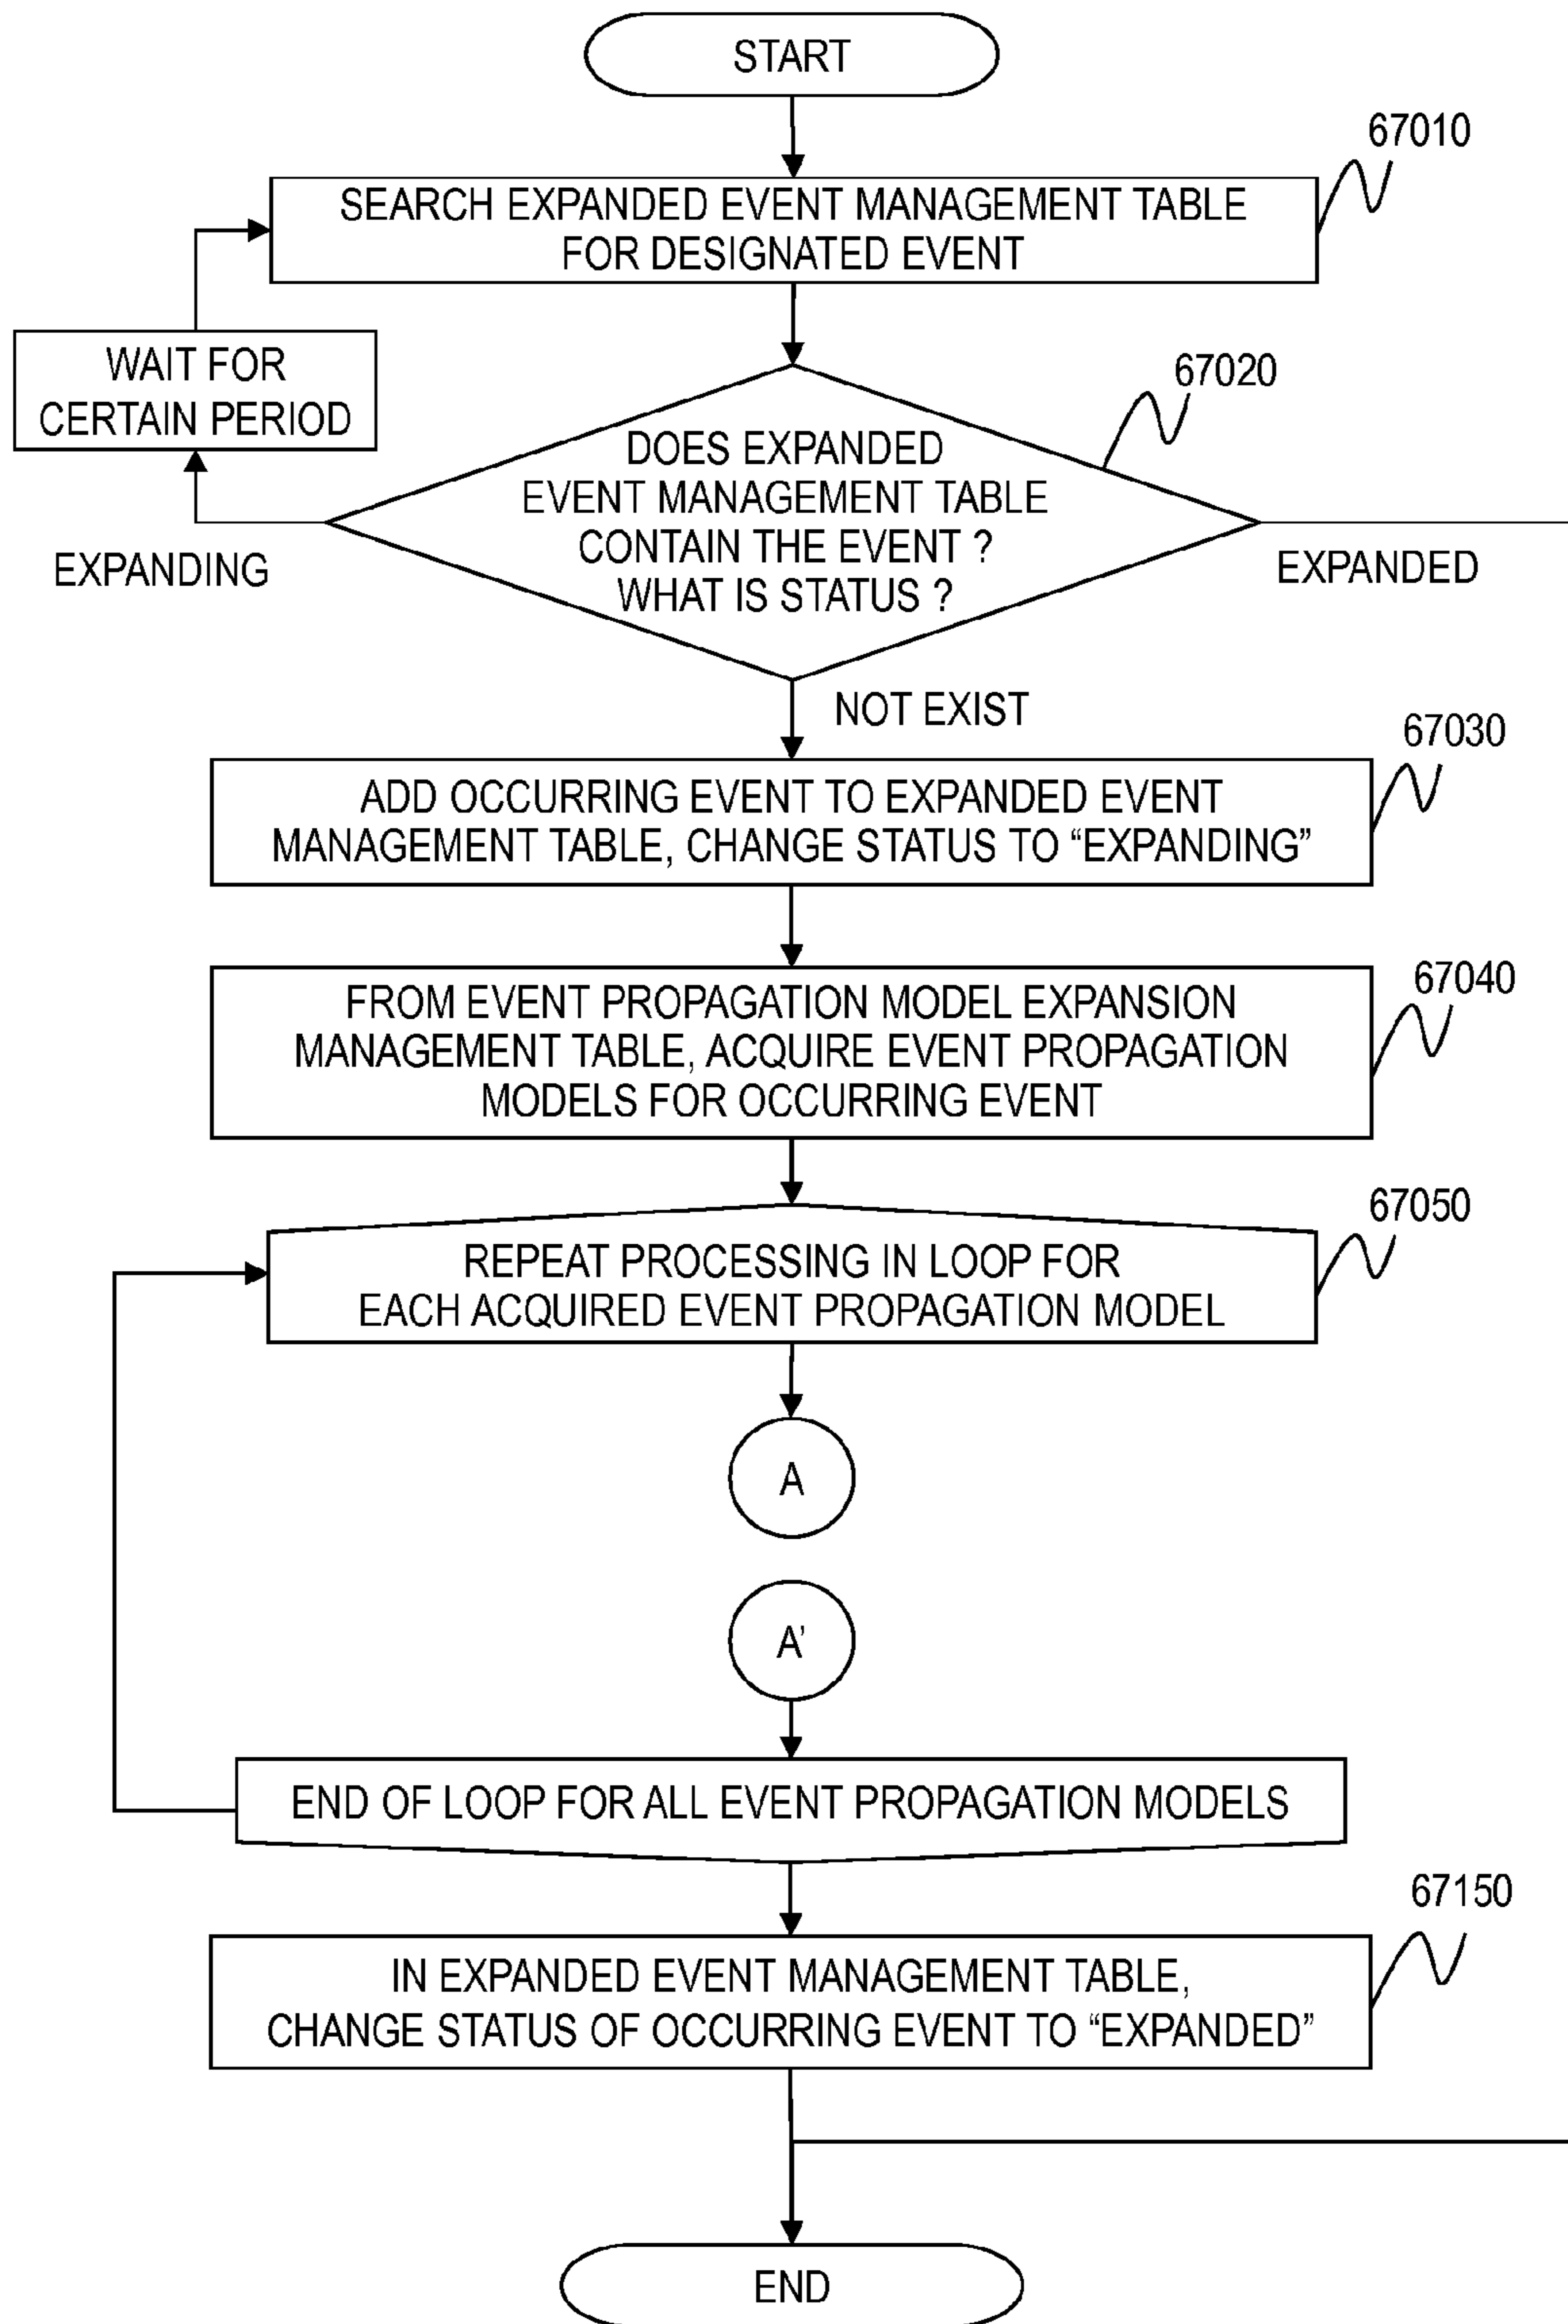 START
67010
SEARCH EXPANDED EVENT MANAGEMENT TABLE
FOR DESIGNATED EVENT
WAIT FOR
CERTAIN PERIOD
67020
DOES EXPANDED
EVENT MANAGEMENT TABLE
CONTAIN THE EVENT ?
WHAT IS STATUS ?
EXPANDING
EXPANDED
NOT EXIST
67030
ADD OCCURRING EVENT TO EXPANDED EVENT
MANAGEMENT TABLE, CHANGE STATUS TO “EXPANDING”
67040
FROM EVENT PROPAGATION MODEL EXPANSION
MANAGEMENT TABLE, ACQUIRE EVENT PROPAGATION
MODELS FOR OCCURRING EVENT
67050
REPEAT PROCESSING IN LOOP FOR
EACH ACQUIRED EVENT PROPAGATION MODEL
A
A'
END OF LOOP FOR ALL EVENT PROPAGATION MODELS
67150
IN EXPANDED EVENT MANAGEMENT TABLE,
CHANGE STATUS OF OCCURRING EVENT TO “EXPANDED”
END